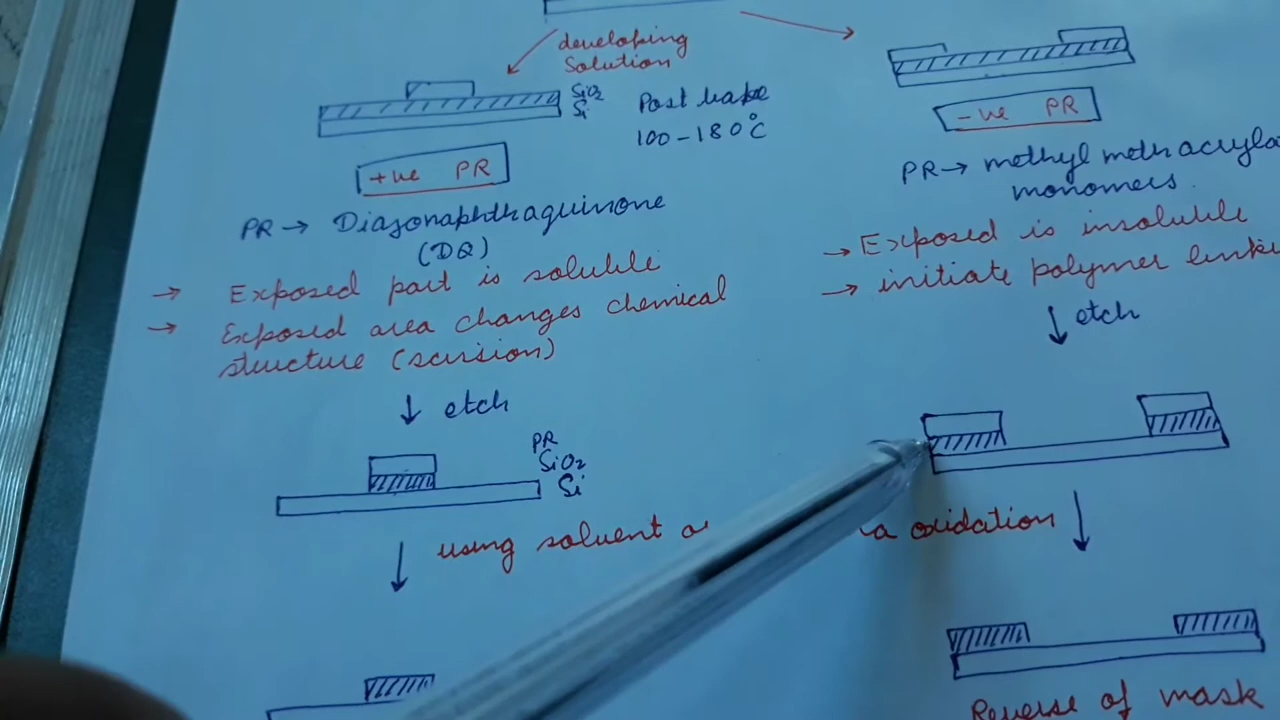 developing
Solution
SiO2
Si
Post bake
100-180°C
+ve PR
PR → Diazonaphthaquinone
(DQ)
→ Exposed part is soluble
→ Exposed area changes chemical
structure (scission)
↓ etch
PR
SiO2
Si
using solvent
-ve PR
PR → methyl methacryla
monomers.
→ Exposed is insoluble
→ initiate polymer linki
↓ etch
oxidation
Reverse of mask